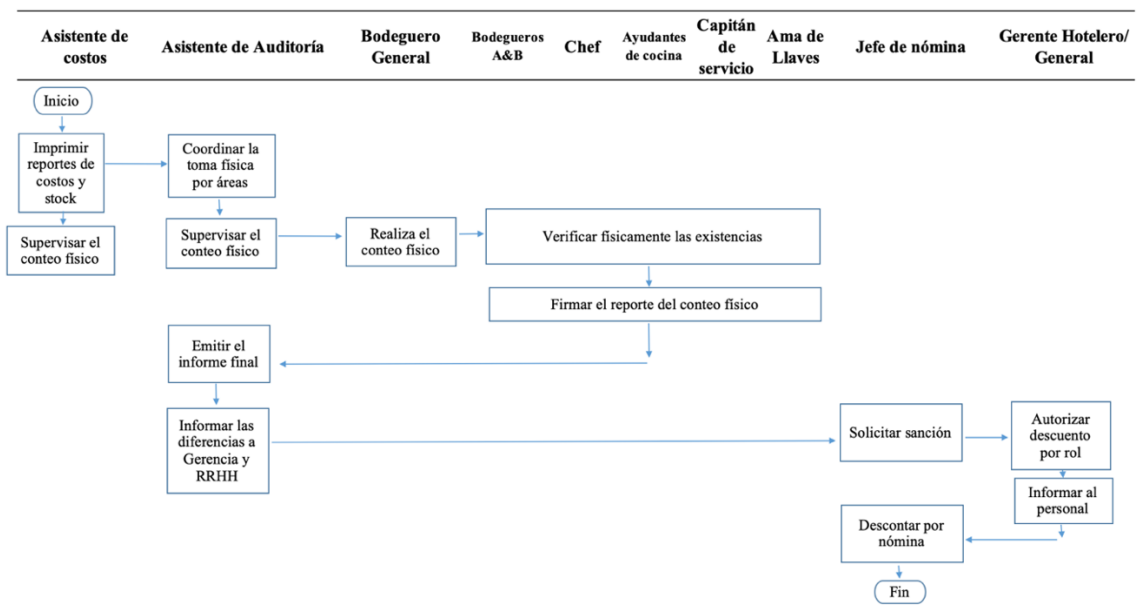 Asistente de
costos
Asistente de Auditoría
Bodeguero
General
Bodegueros
A&B
Chef
Ayudantes
de cocina
Capitán
de
servicio
Ama de
Llaves
Jefe de nómina
Gerente Hotelero/
General
Inicio
Imprimir
reportes de
costos y
stock
Coordinar la
toma física
por áreas
Supervisar el
conteo físico
Supervisar el
conteo físico
Realiza el
conteo físico
Verificar físicamente las existencias
Firmar el reporte del conteo físico
Emitir el
informe final
Informar las
diferencias a
Gerencia y
RRHH
Solicitar sanción
Autorizar
descuento
por rol
Informar al
personal
Descontar por
nómina
Fin